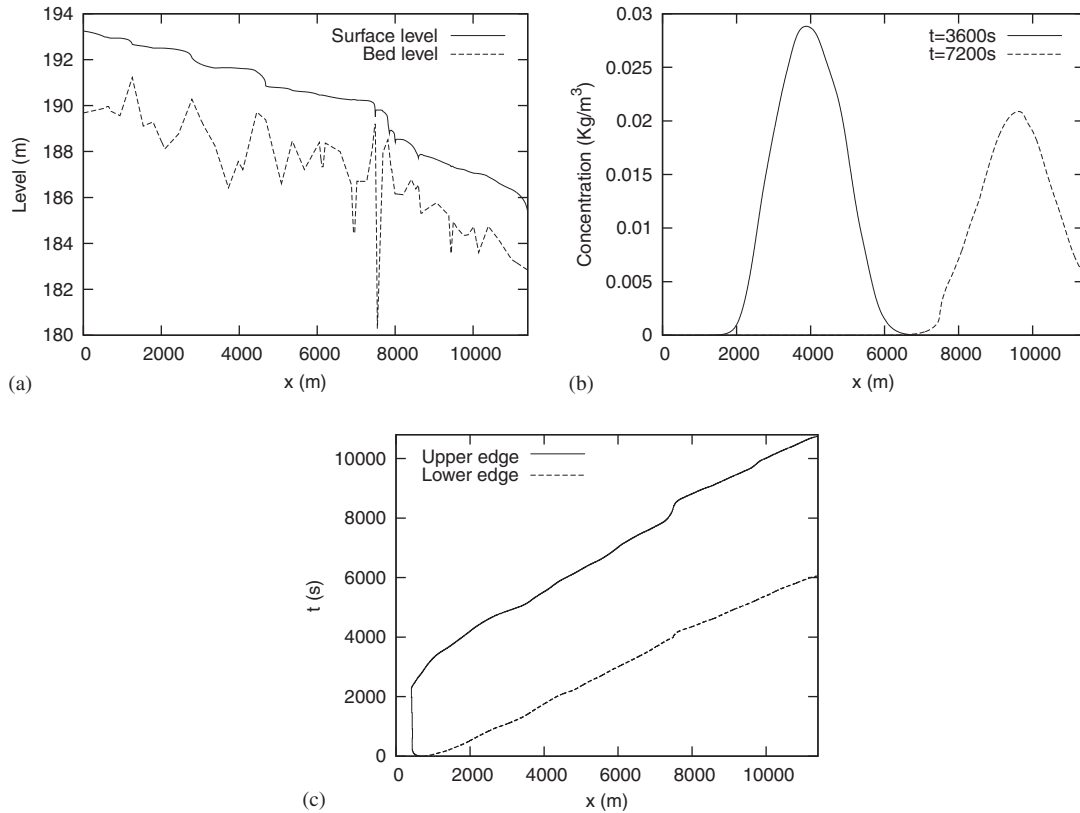 194
192
190
188
186
184
182
180
Level (m)
Surface level
Bed level
0 2000 4000 6000 8000 10000
x (m)
(a)
0.03
0.025
0.02
0.015
0.01
0.005
0
Concentration (Kg/m³)
t=3600s
t=7200s
0 2000 4000 6000 8000 10000
x (m)
(b)
10000
8000
6000
4000
2000
0
t (s)
Upper edge
Lower edge
0 2000 4000 6000 8000 10000
x (m)
(c)